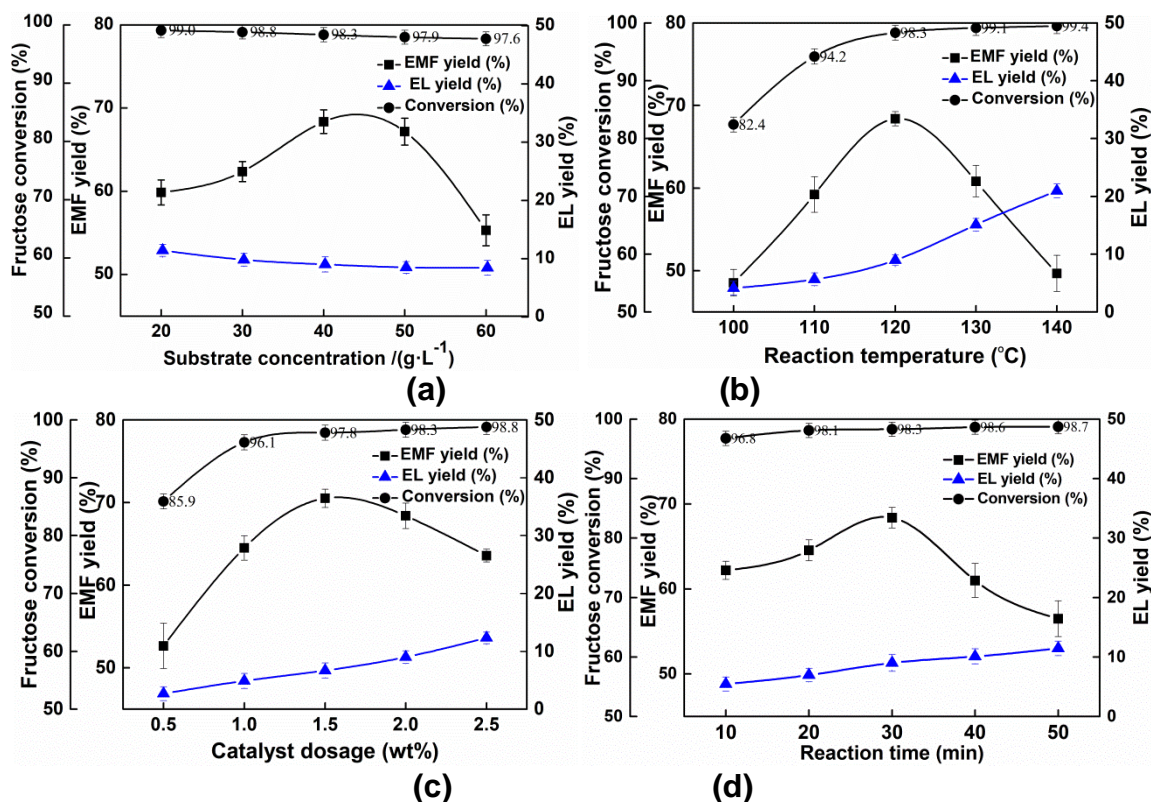 Fructose conversion (%)
100
90
80
70
60
50
EMF yield (%)
80
70
60
50
99.0
98.8
98.3
97.9
97.6
EMF yield (%)
EL yield (%)
Conversion (%)
50
40
30
20
10
0
EL yield (%)
20 30 40 50 60
Substrate concentration /(g·L⁻¹)
(a)
Fructose conversion (%)
100
90
80
70
60
50
EMF yield (%)
80
70
60
50
82.4
94.2
98.3
99.1
99.4
EMF yield (%)
EL yield (%)
Conversion (%)
50
40
30
20
10
0
EL yield (%)
100 110 120 130 140
Reaction temperature (°C)
(b)
Fructose conversion (%)
100
90
80
70
60
50
EMF yield (%)
80
70
60
50
85.9
96.1
97.8
98.3
98.8
EMF yield (%)
EL yield (%)
Conversion (%)
50
40
30
20
10
0
EL yield (%)
0.5 1.0 1.5 2.0 2.5
Catalyst dosage (wt%)
(c)
Fructose conversion (%)
100
90
80
70
60
50
EMF yield (%)
80
70
60
50
96.8
98.1
98.3
98.6
98.7
EMF yield (%)
EL yield (%)
Conversion (%)
50
40
30
20
10
0
EL yield (%)
10 20 30 40 50
Reaction time (min)
(d)